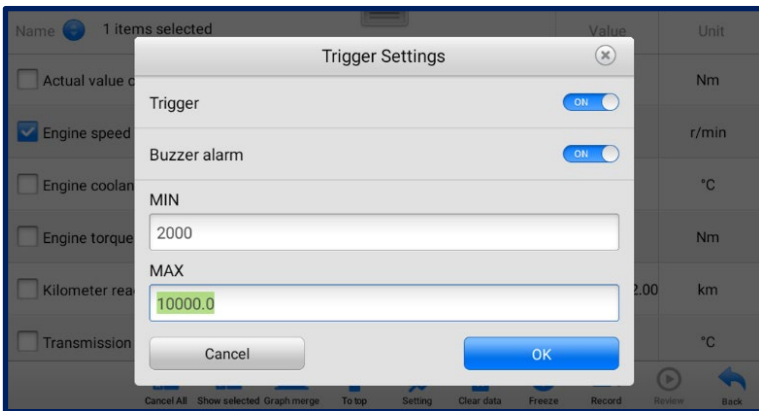 Name 1 items selected Value Unit
Trigger Settings
Actual value o Nm
Trigger ON
Engine speed r/min
Buzzer alarm ON
Engine coolan °C
MIN
2000
Engine torque Nm
MAX
Kilometer rea 2.00 km
10000.0
Transmission °C
Cancel OK
Cancel All Show selected Graph merge To top Setting Clear data Freeze Record Review Back